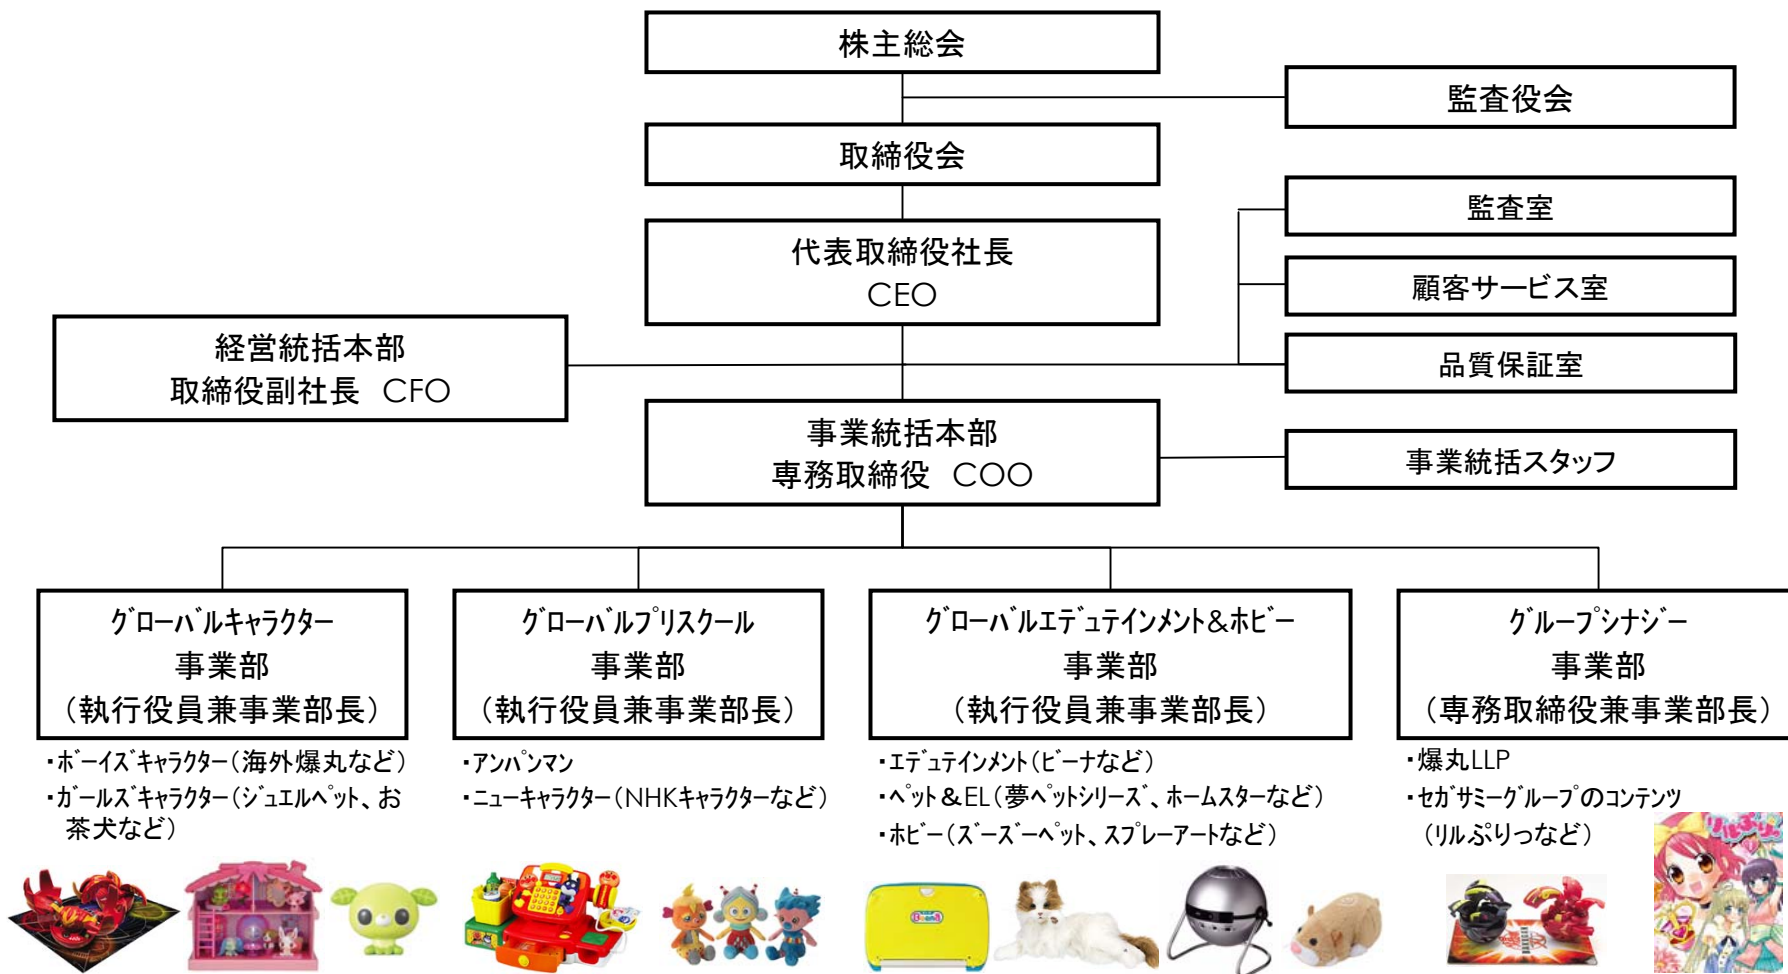 株主総会
監査役会
取締役会
監査室
代表取締役社長
CEO
顧客サービス室
経営統括本部
取締役副社長 CFO
品質保証室
事業統括本部
専務取締役 COO
事業統括スタッフ
グローバルキャラクター
事業部
(執行役員兼事業部長)
・ボーイズキャラクター(海外爆丸など)
・ガールズキャラクター(ジュエルペット、お
茶犬など)
グローバルプリスクール
事業部
(執行役員兼事業部長)
・アンパンマン
・ニューキャラクター(NHKキャラクターなど)
グローバルエデュテインメント&ホビー
事業部
(執行役員兼事業部長)
・エデュテインメント(ビーナなど)
・ペット&EL(夢ペットシリーズ、ホームスターなど)
・ホビー(ズーズーペット、スプレーアートなど)
グループシナジー
事業部
(専務取締役兼事業部長)
・爆丸LLP
・セガサミーグループのコンテンツ
(リルぷりっなど)
リルぷりっ
BAKUGAN